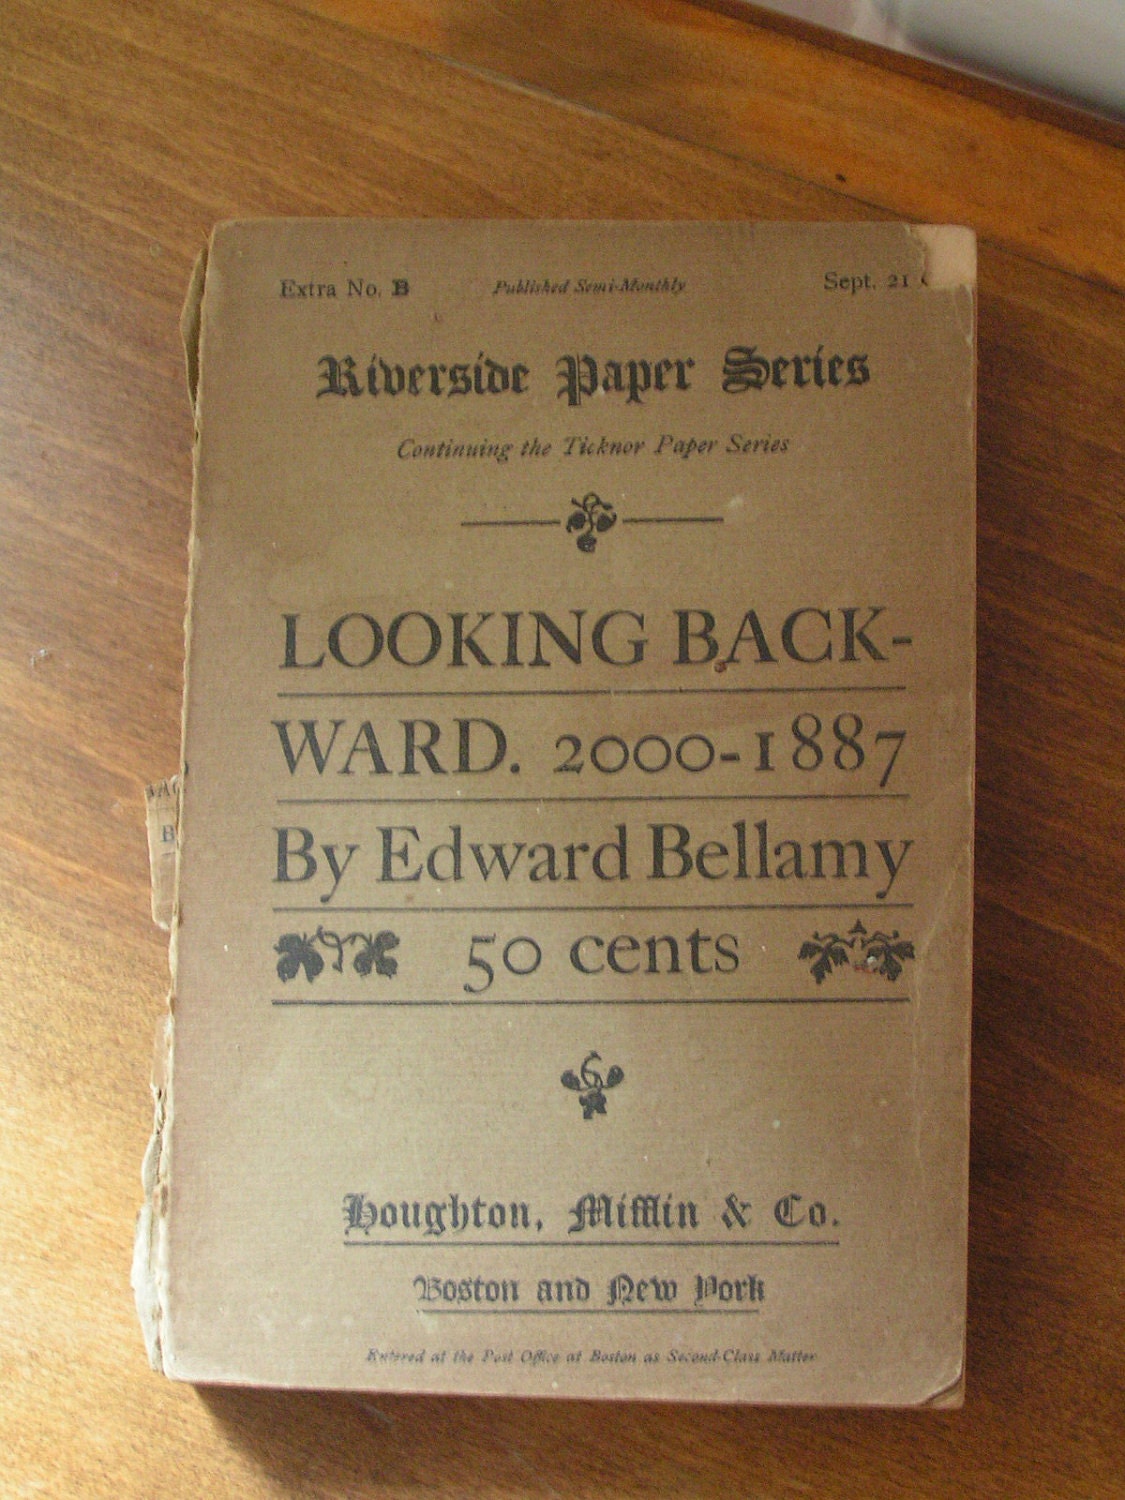 Extra No. B Published Semi-Monthly Sept. 21
Riverside Paper Series
Continuing the Ticknor Paper Series
LOOKING BACK-
WARD. 2000-1887
By Edward Bellamy
50 cents
Houghton, Mifflin & Co.
Boston and New York
Entered at the Post Office at Boston as Second-Class Matter
B